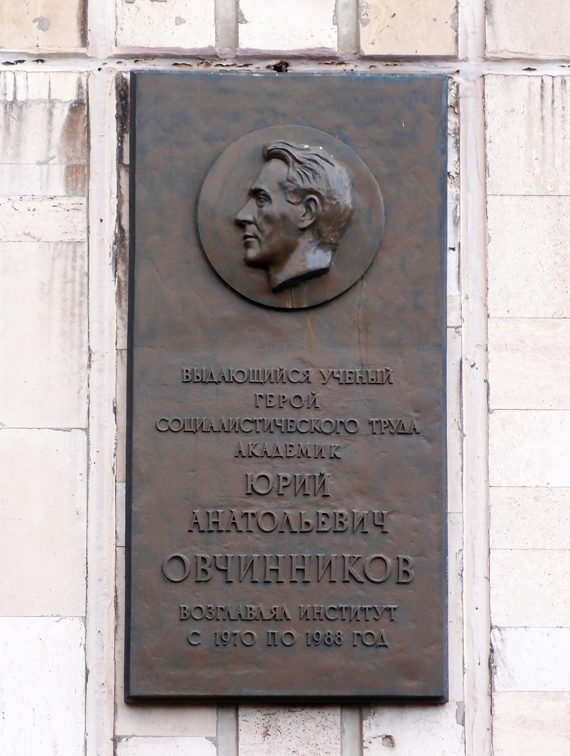 ВЫДАЮЩИЙСЯ УЧЕНЫЙ
ГЕРОЙ
СОЦИАЛИСТИЧЕСКОГО ТРУДА
АКАДЕМИК
ЮРИЙ
АНАТОЛЬЕВИЧ
ОВЧИННИКОВ
ВОЗГЛАВЛЯЛ ИНСТИТУТ
С 1970 ПО 1988 ГОД